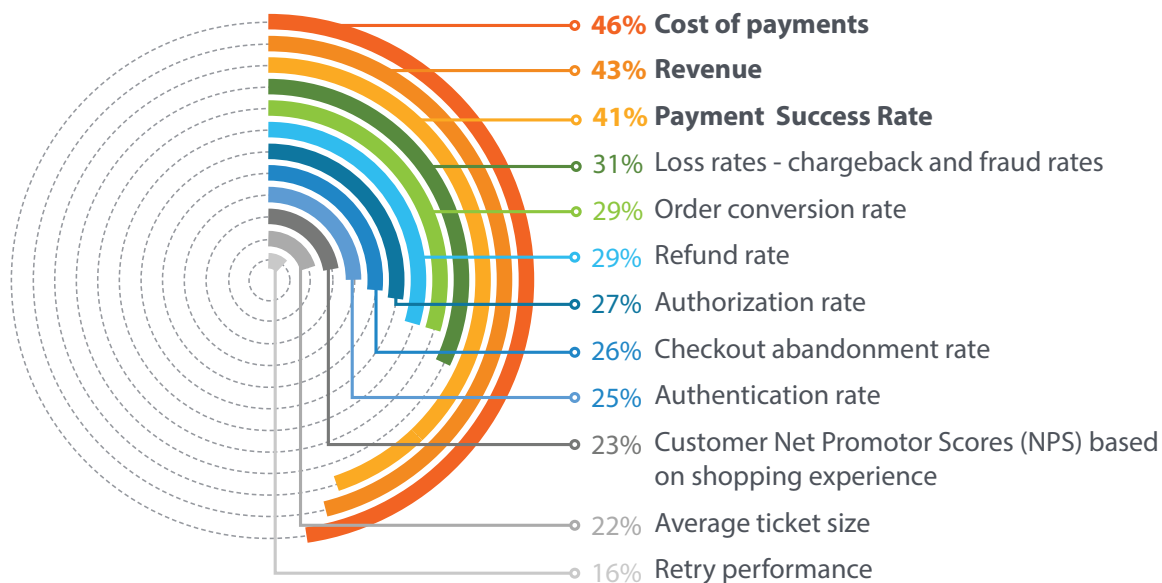 46% Cost of payments
43% Revenue
41% Payment Success Rate
31% Loss rates - chargeback and fraud rates
29% Order conversion rate
29% Refund rate
27% Authorization rate
26% Checkout abandonment rate
25% Authentication rate
23% Customer Net Promotor Scores (NPS) based
on shopping experience
22% Average ticket size
16% Retry performance